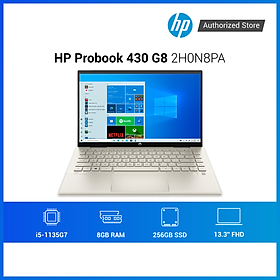 hp
Authorized Store
HP Probook 430 G8 2H0N8PA
i5-1135G7
8GB RAM
256GB SSD
13.3" FHD